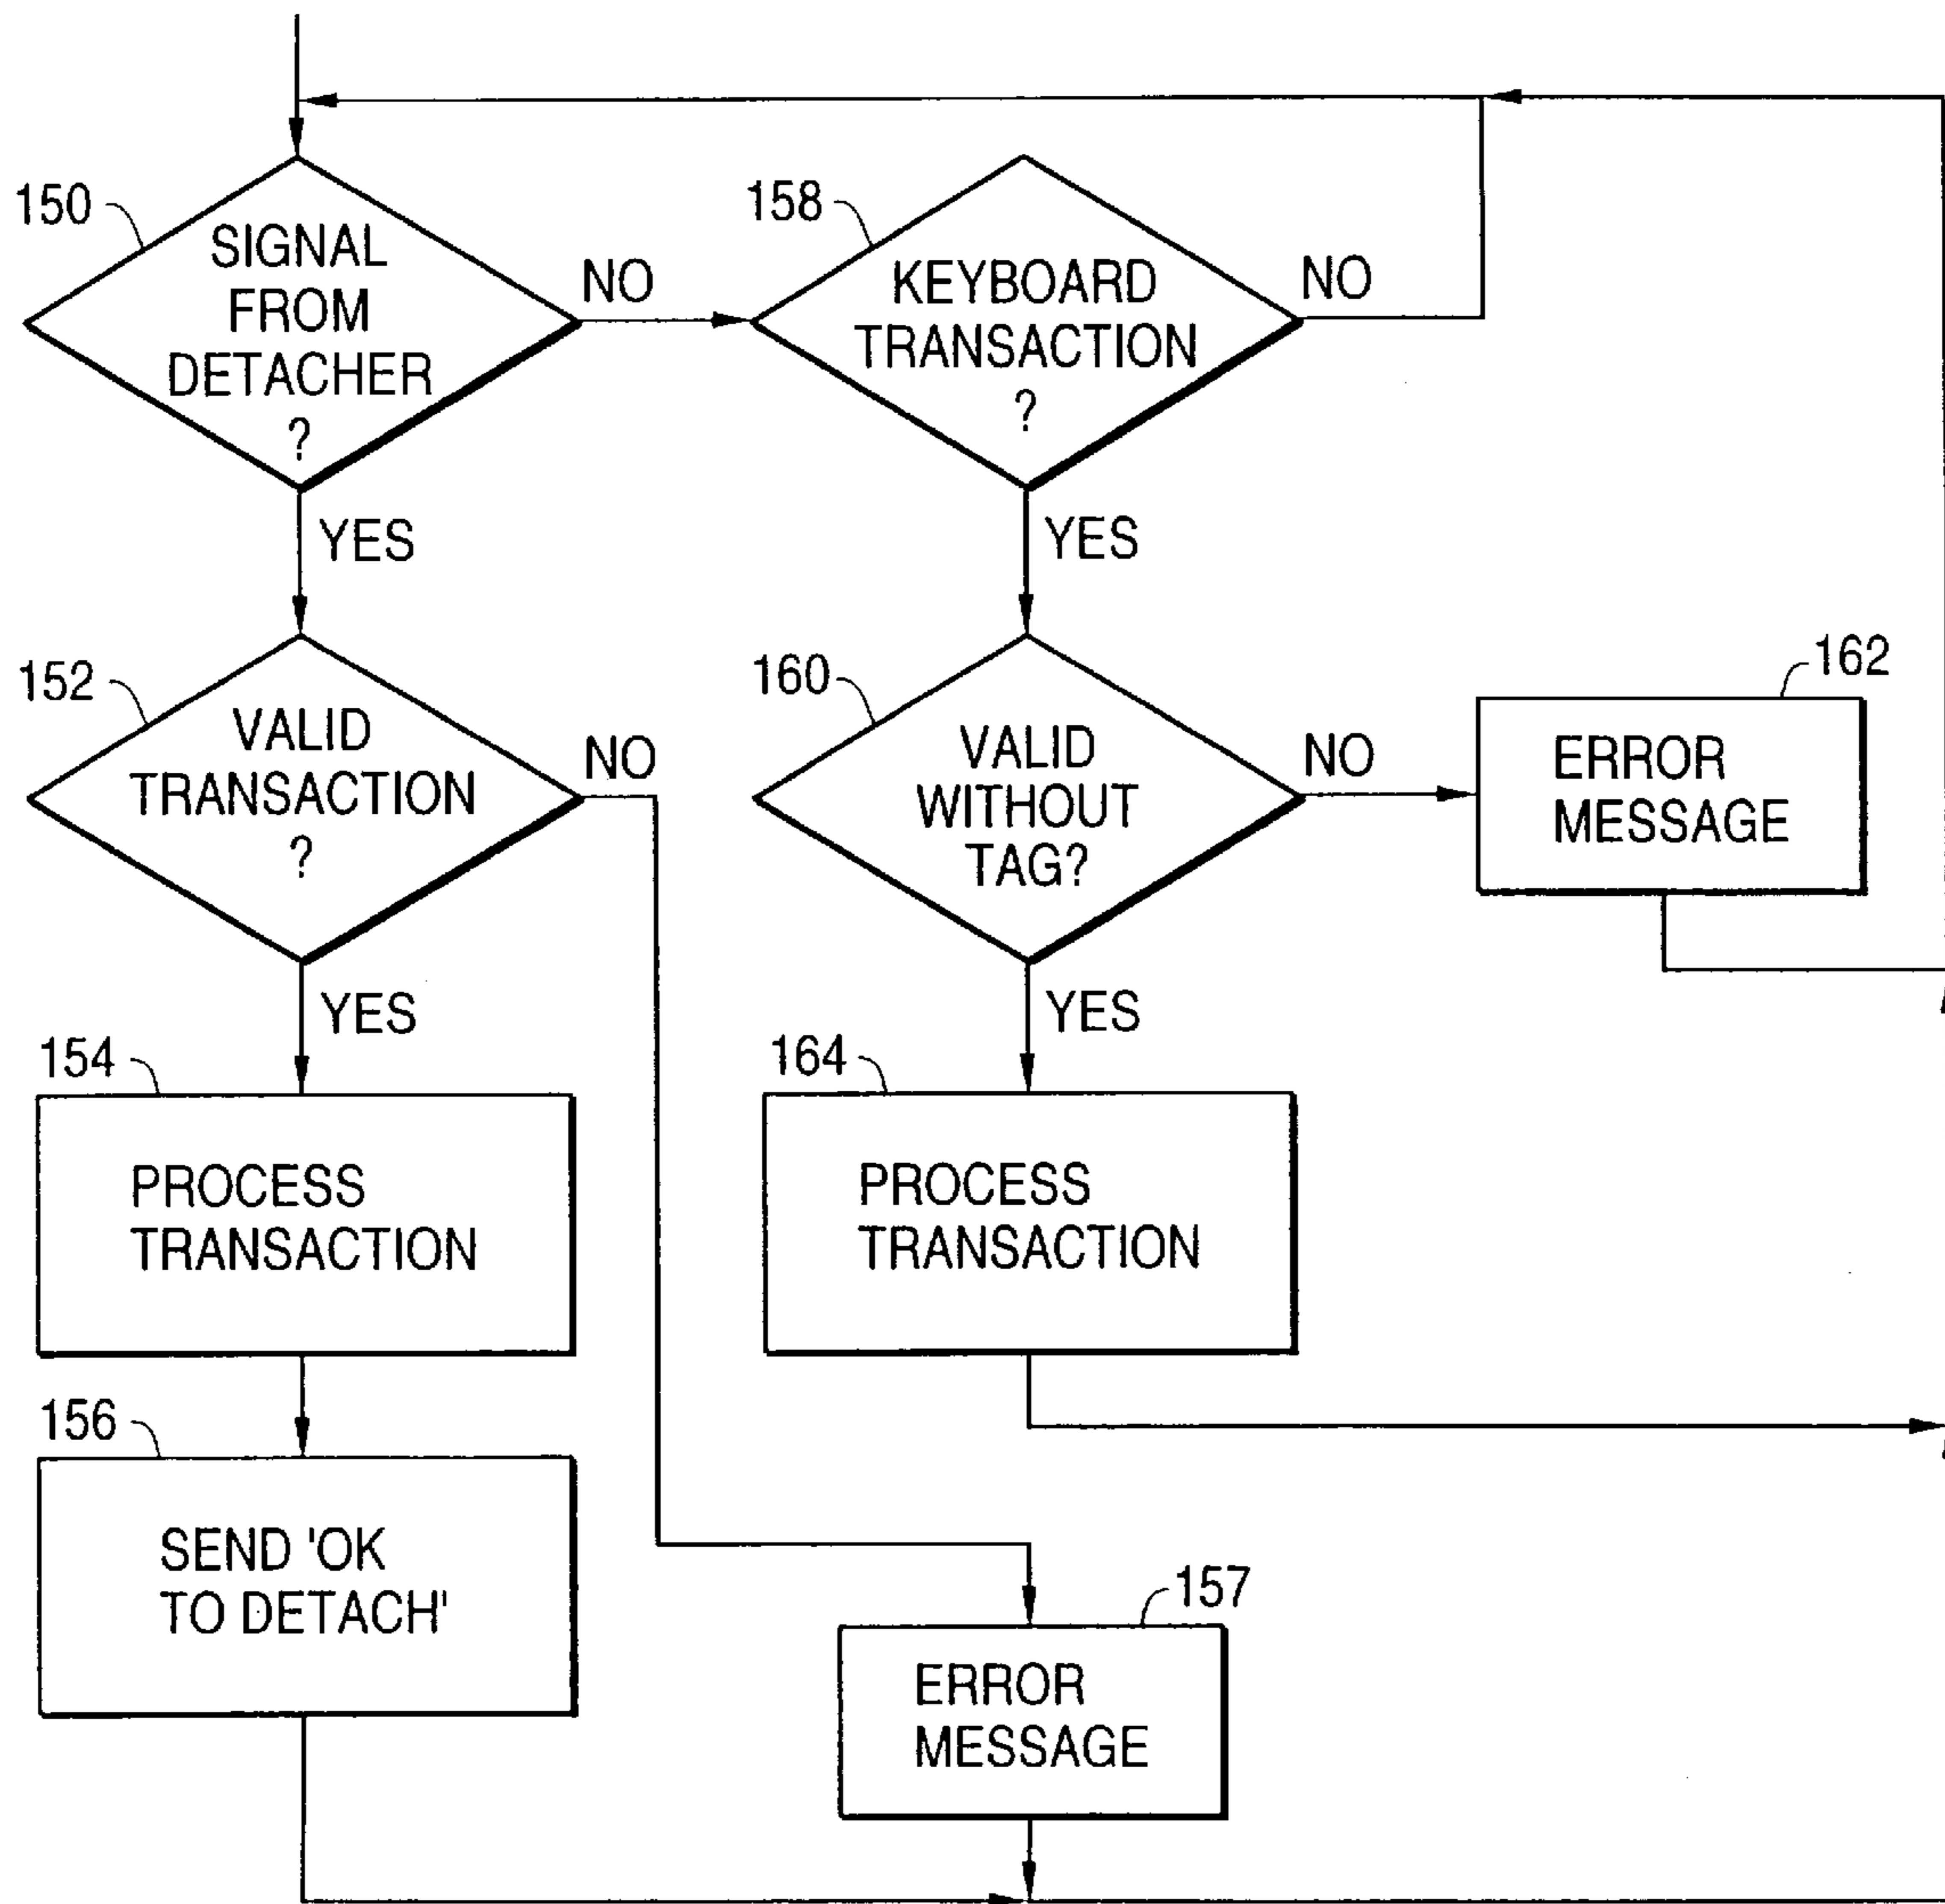 150
SIGNAL
FROM
DETACHER
?
NO
YES
158
KEYBOARD
TRANSACTION
?
NO
YES
152
VALID
TRANSACTION
?
NO
YES
160
VALID
WITHOUT
TAG?
NO
YES
162
ERROR
MESSAGE
154
PROCESS
TRANSACTION
164
PROCESS
TRANSACTION
156
SEND 'OK
TO DETACH'
157
ERROR
MESSAGE